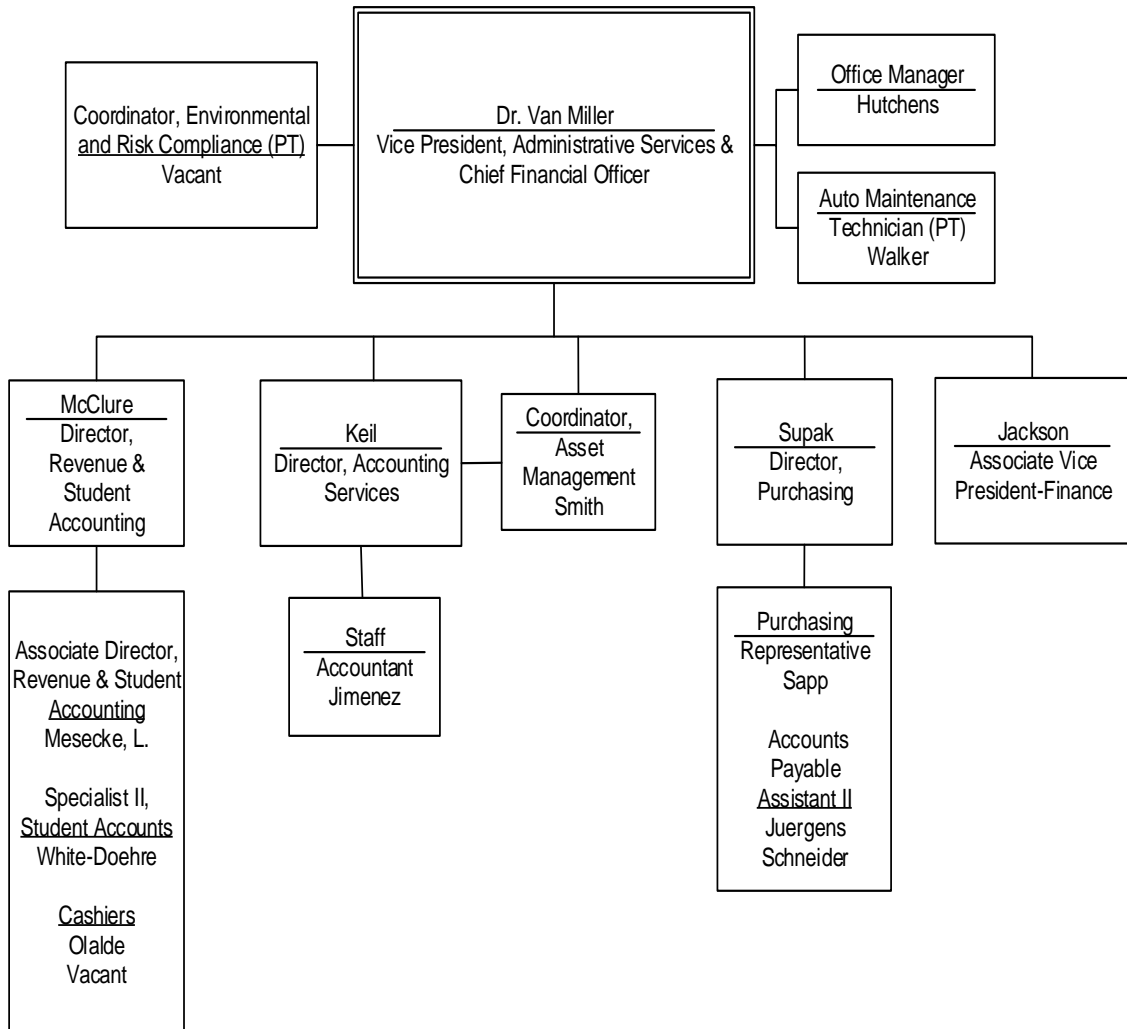 Coordinator, Environmental
and Risk Compliance (PT)
Vacant
Dr. Van Miller
Vice President, Administrative Services &
Chief Financial Officer
Office Manager
Hutchens
Auto Maintenance
Technician (PT)
Walker
McClure
Director,
Revenue &
Student
Accounting
Keil
Director, Accounting
Services
Coordinator,
Asset
Management
Smith
Supak
Director,
Purchasing
Jackson
Associate Vice
President-Finance
Associate Director,
Revenue & Student
Accounting
Mesecke, L.
Specialist II,
Student Accounts
White-Doehre
Cashiers
Olalde
Vacant
Staff
Accountant
Jimenez
Purchasing
Representative
Sapp
Accounts
Payable
Assistant II
Juergens
Schneider